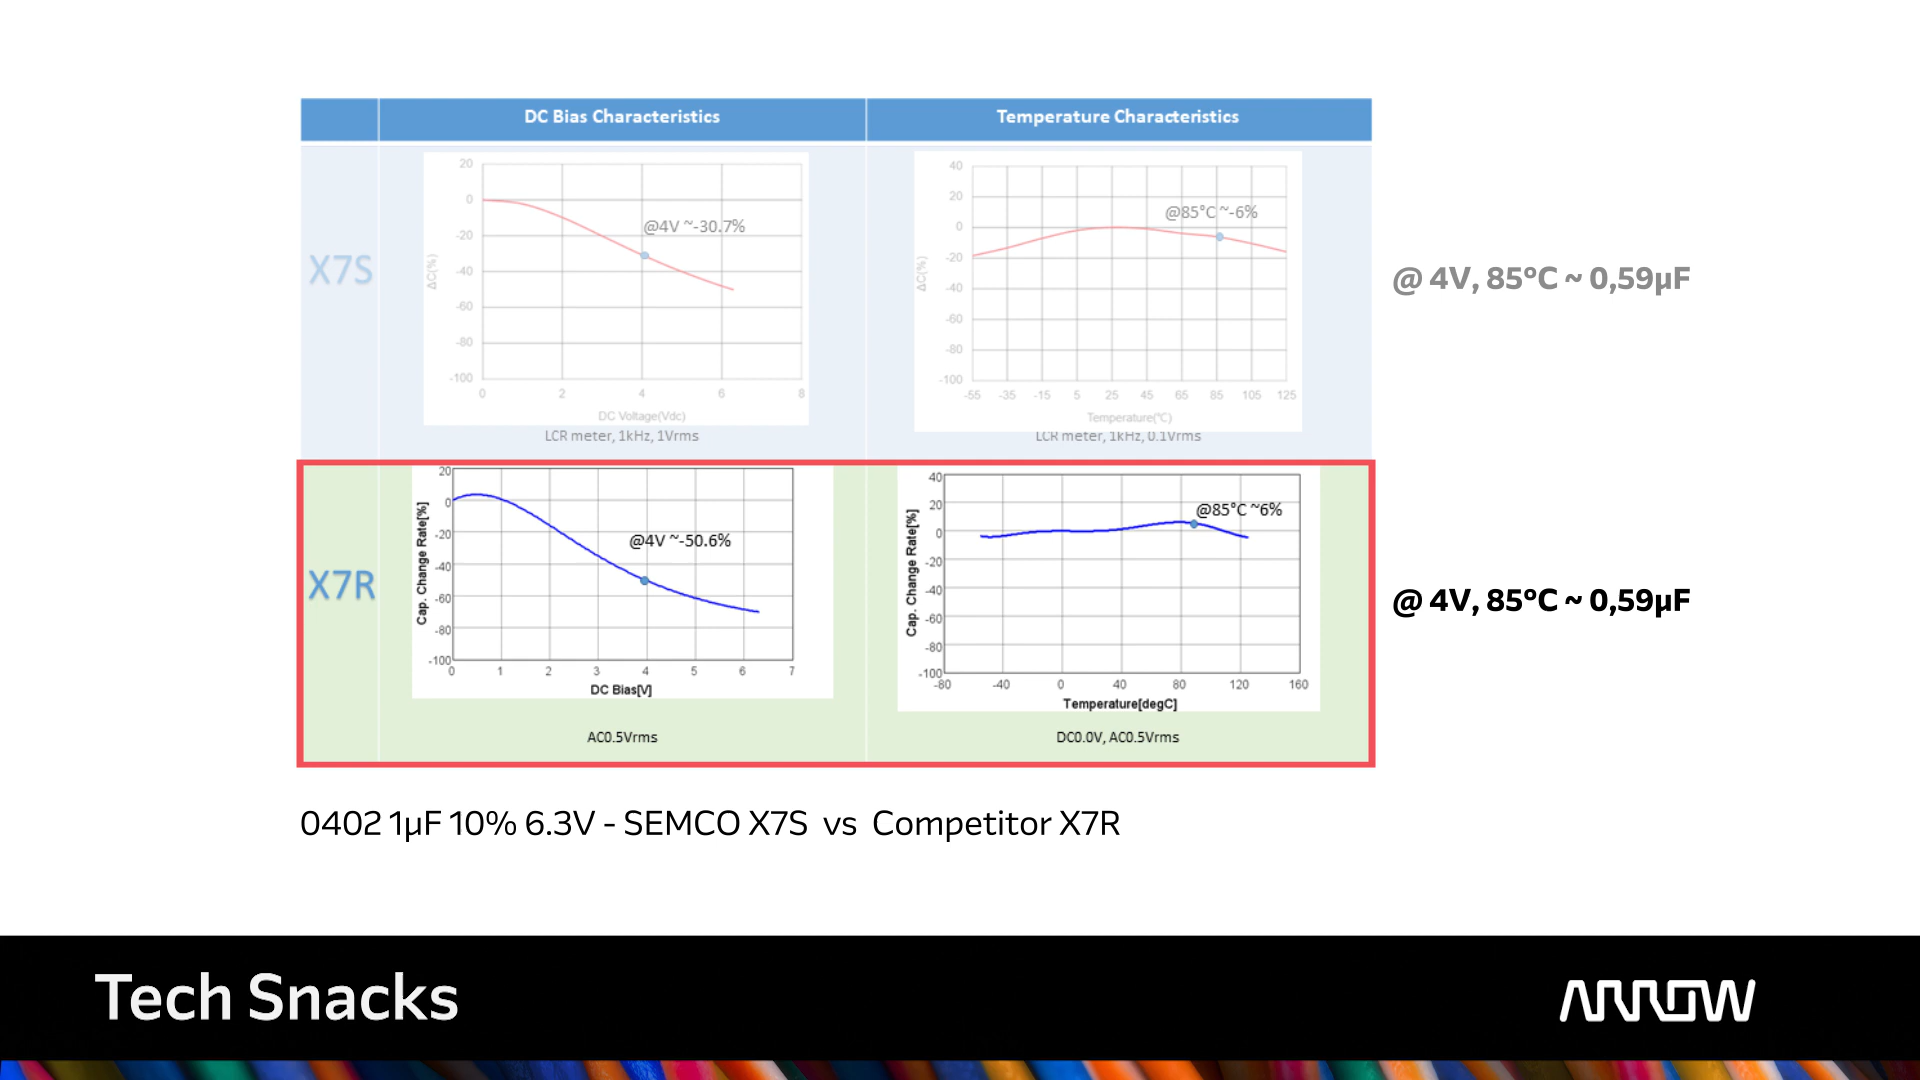 DC Bias Characteristics
Temperature Characteristics
X7S
20
0
-20
-40
-60
-80
-100
ΔC(%)
@4V ~-30.7%
0 2 4 6 8
DC Voltage(Vdc)
LCR meter, 1kHz, 1Vrms
40
20
0
-20
-40
-60
-80
-100
ΔC(%)
@85°C ~-6%
-55 -35 -15 5 25 45 65 85 105 125
Temperature(°C)
LCR meter, 1kHz, 0.1Vrms
@ 4V, 85°C ~ 0,59µF
X7R
20
0
-20
-40
-60
-80
-100
Cap. Change Rate[%]
@4V ~-50.6%
0 1 2 3 4 5 6 7
DC Bias[V]
AC0.5Vrms
40
20
0
-20
-40
-60
-80
-100
Cap. Change Rate[%]
@85°C ~6%
-80 -40 0 40 80 120 160
Temperature[degC]
DC0.0V, AC0.5Vrms
@ 4V, 85°C ~ 0,59µF
0402 1µF 10% 6.3V - SEMCO X7S vs Competitor X7R
Tech Snacks
ARROW